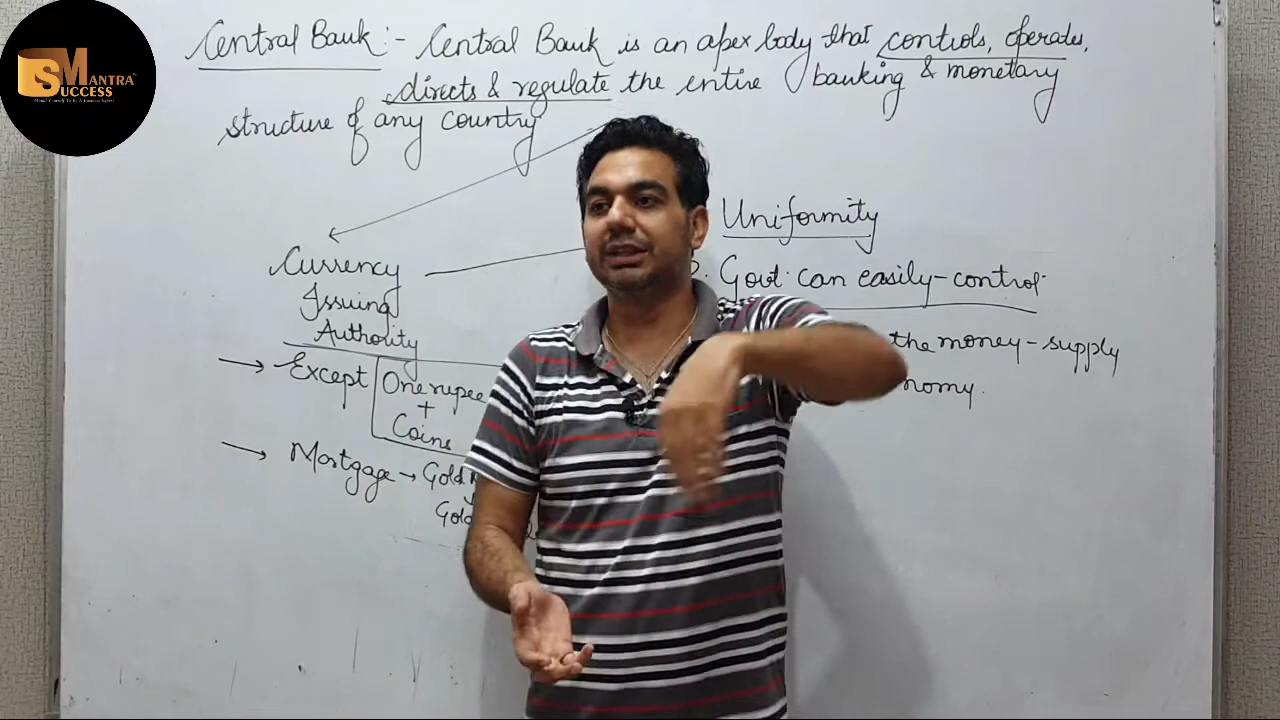 SMANTRA
SUCCESS
Central Bank:- Central Bank is an apex body that controls, operates,
directs & regulate the entire banking & monetary
structure of any country
Currency
Issuing
Authority
→ Except One rupee
+
Coins
→ Mortgage → Gold
Gold
Uniformity
2. Govt. can easily-control
the money-supply